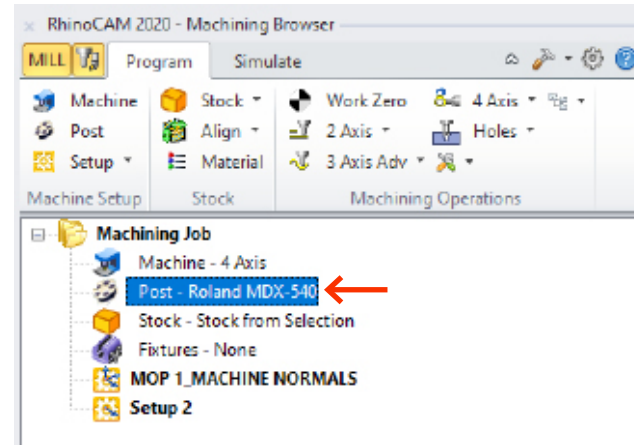 RhinoCAM 2020 - Machining Browser
MILL Program Simulate
Machine Stock Work Zero 4 Axis
Post Align 2 Axis Holes
Setup Material 3 Axis Adv
Machine Setup Stock Machining Operations
Machining Job
Machine - 4 Axis
Post - Roland MDX-540
Stock - Stock from Selection
Fixtures - None
MOP 1_MACHINE NORMALS
Setup 2